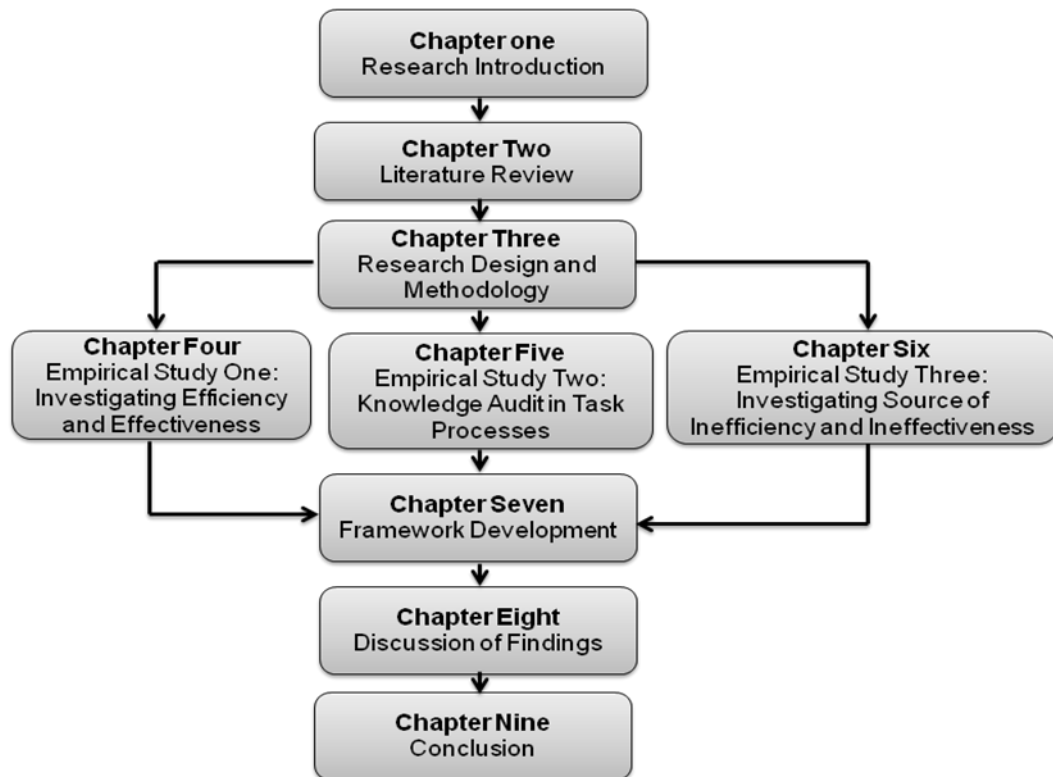 Chapter one
Research Introduction
Chapter Two
Literature Review
Chapter Three
Research Design and
Methodology
Chapter Four
Empirical Study One:
Investigating Efficiency
and Effectiveness
Chapter Five
Empirical Study Two:
Knowledge Audit in Task
Processes
Chapter Six
Empirical Study Three:
Investigating Source of
Inefficiency and Ineffectiveness
Chapter Seven
Framework Development
Chapter Eight
Discussion of Findings
Chapter Nine
Conclusion